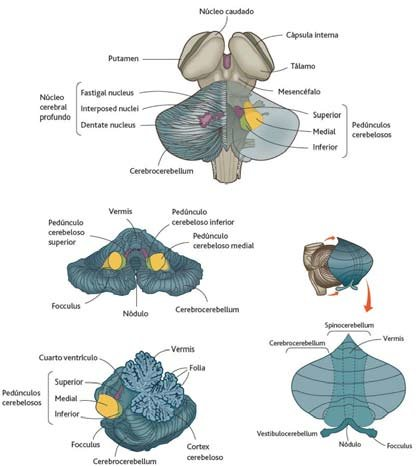 Núcleo caudado
Cápsula interna
Putamen
Tálamo
Mesencéfalo
Núcleo
cerebral
profundo
Fastigal nucleus
Interposed nuclei
Dentate nucleus
Superior
Medial
Inferior
Pedúnculos
cerebelosos
Cerebrocerebellum
Vermis
Pedúnculo
cerebeloso
superior
Pedúnculo
cerebeloso inferior
Pedúnculo
cerebeloso medial
Focculus
Nòdulo
Cerebrocerebellum
Cuarto ventrículo
Vermis
Folia
Pedúnculos
cerebelosos
Superior
Medial
Inferior
Focculus
Cerebrocerebellum
Cortex
cerebeloso
Spinocerebellum
Cerebrocerebellum
Vermis
Vestibulocerebellum
Nòdulo
Focculus